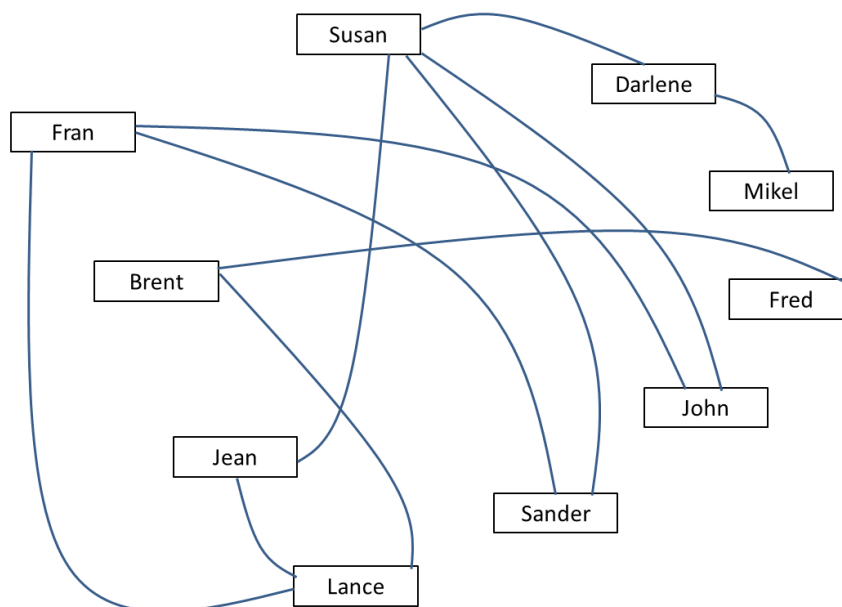 Susan
Darlene
Fran
Mikel
Brent
Fred
John
Jean
Sander
Lance